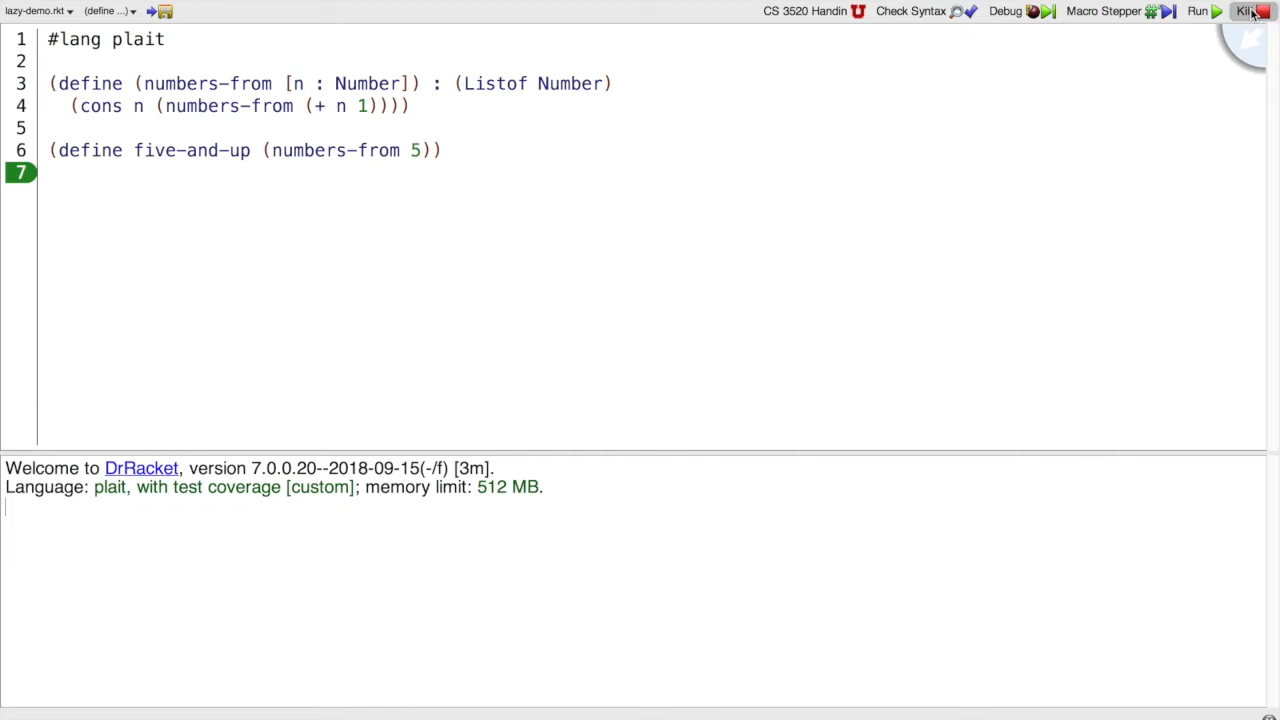 lazy-demo.rkt (define ...) CS 3520 Handin Check Syntax Debug Macro Stepper Run
1 #lang plait
2
3 (define (numbers-from [n : Number]) : (Listof Number)
4 (cons n (numbers-from (+ n 1))))
5
6 (define five-and-up (numbers-from 5))
7
Welcome to DrRacket, version 7.0.0.20--2018-09-15(-/f) [3m].
Language: plait, with test coverage [custom]; memory limit: 512 MB.